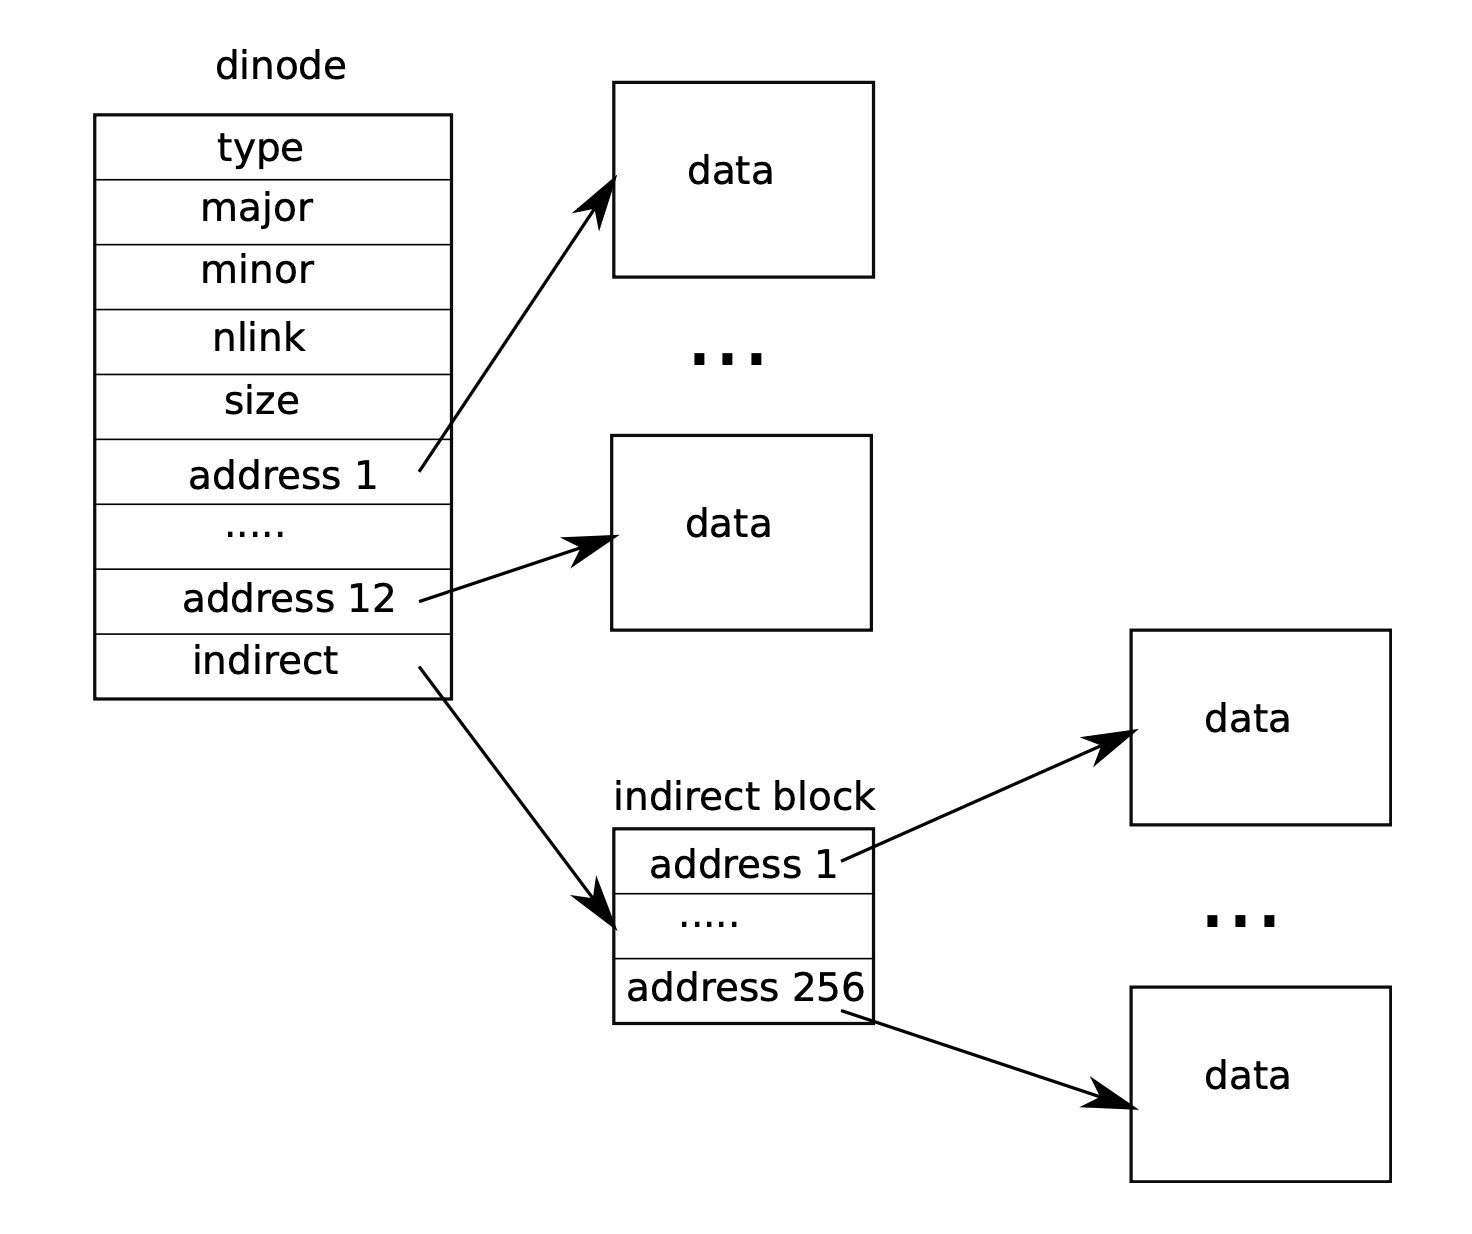 dinode
type
major
minor
nlink
size
address 1
.....
address 12
indirect
data
...
data
indirect block
address 1
.....
address 256
data
...
data